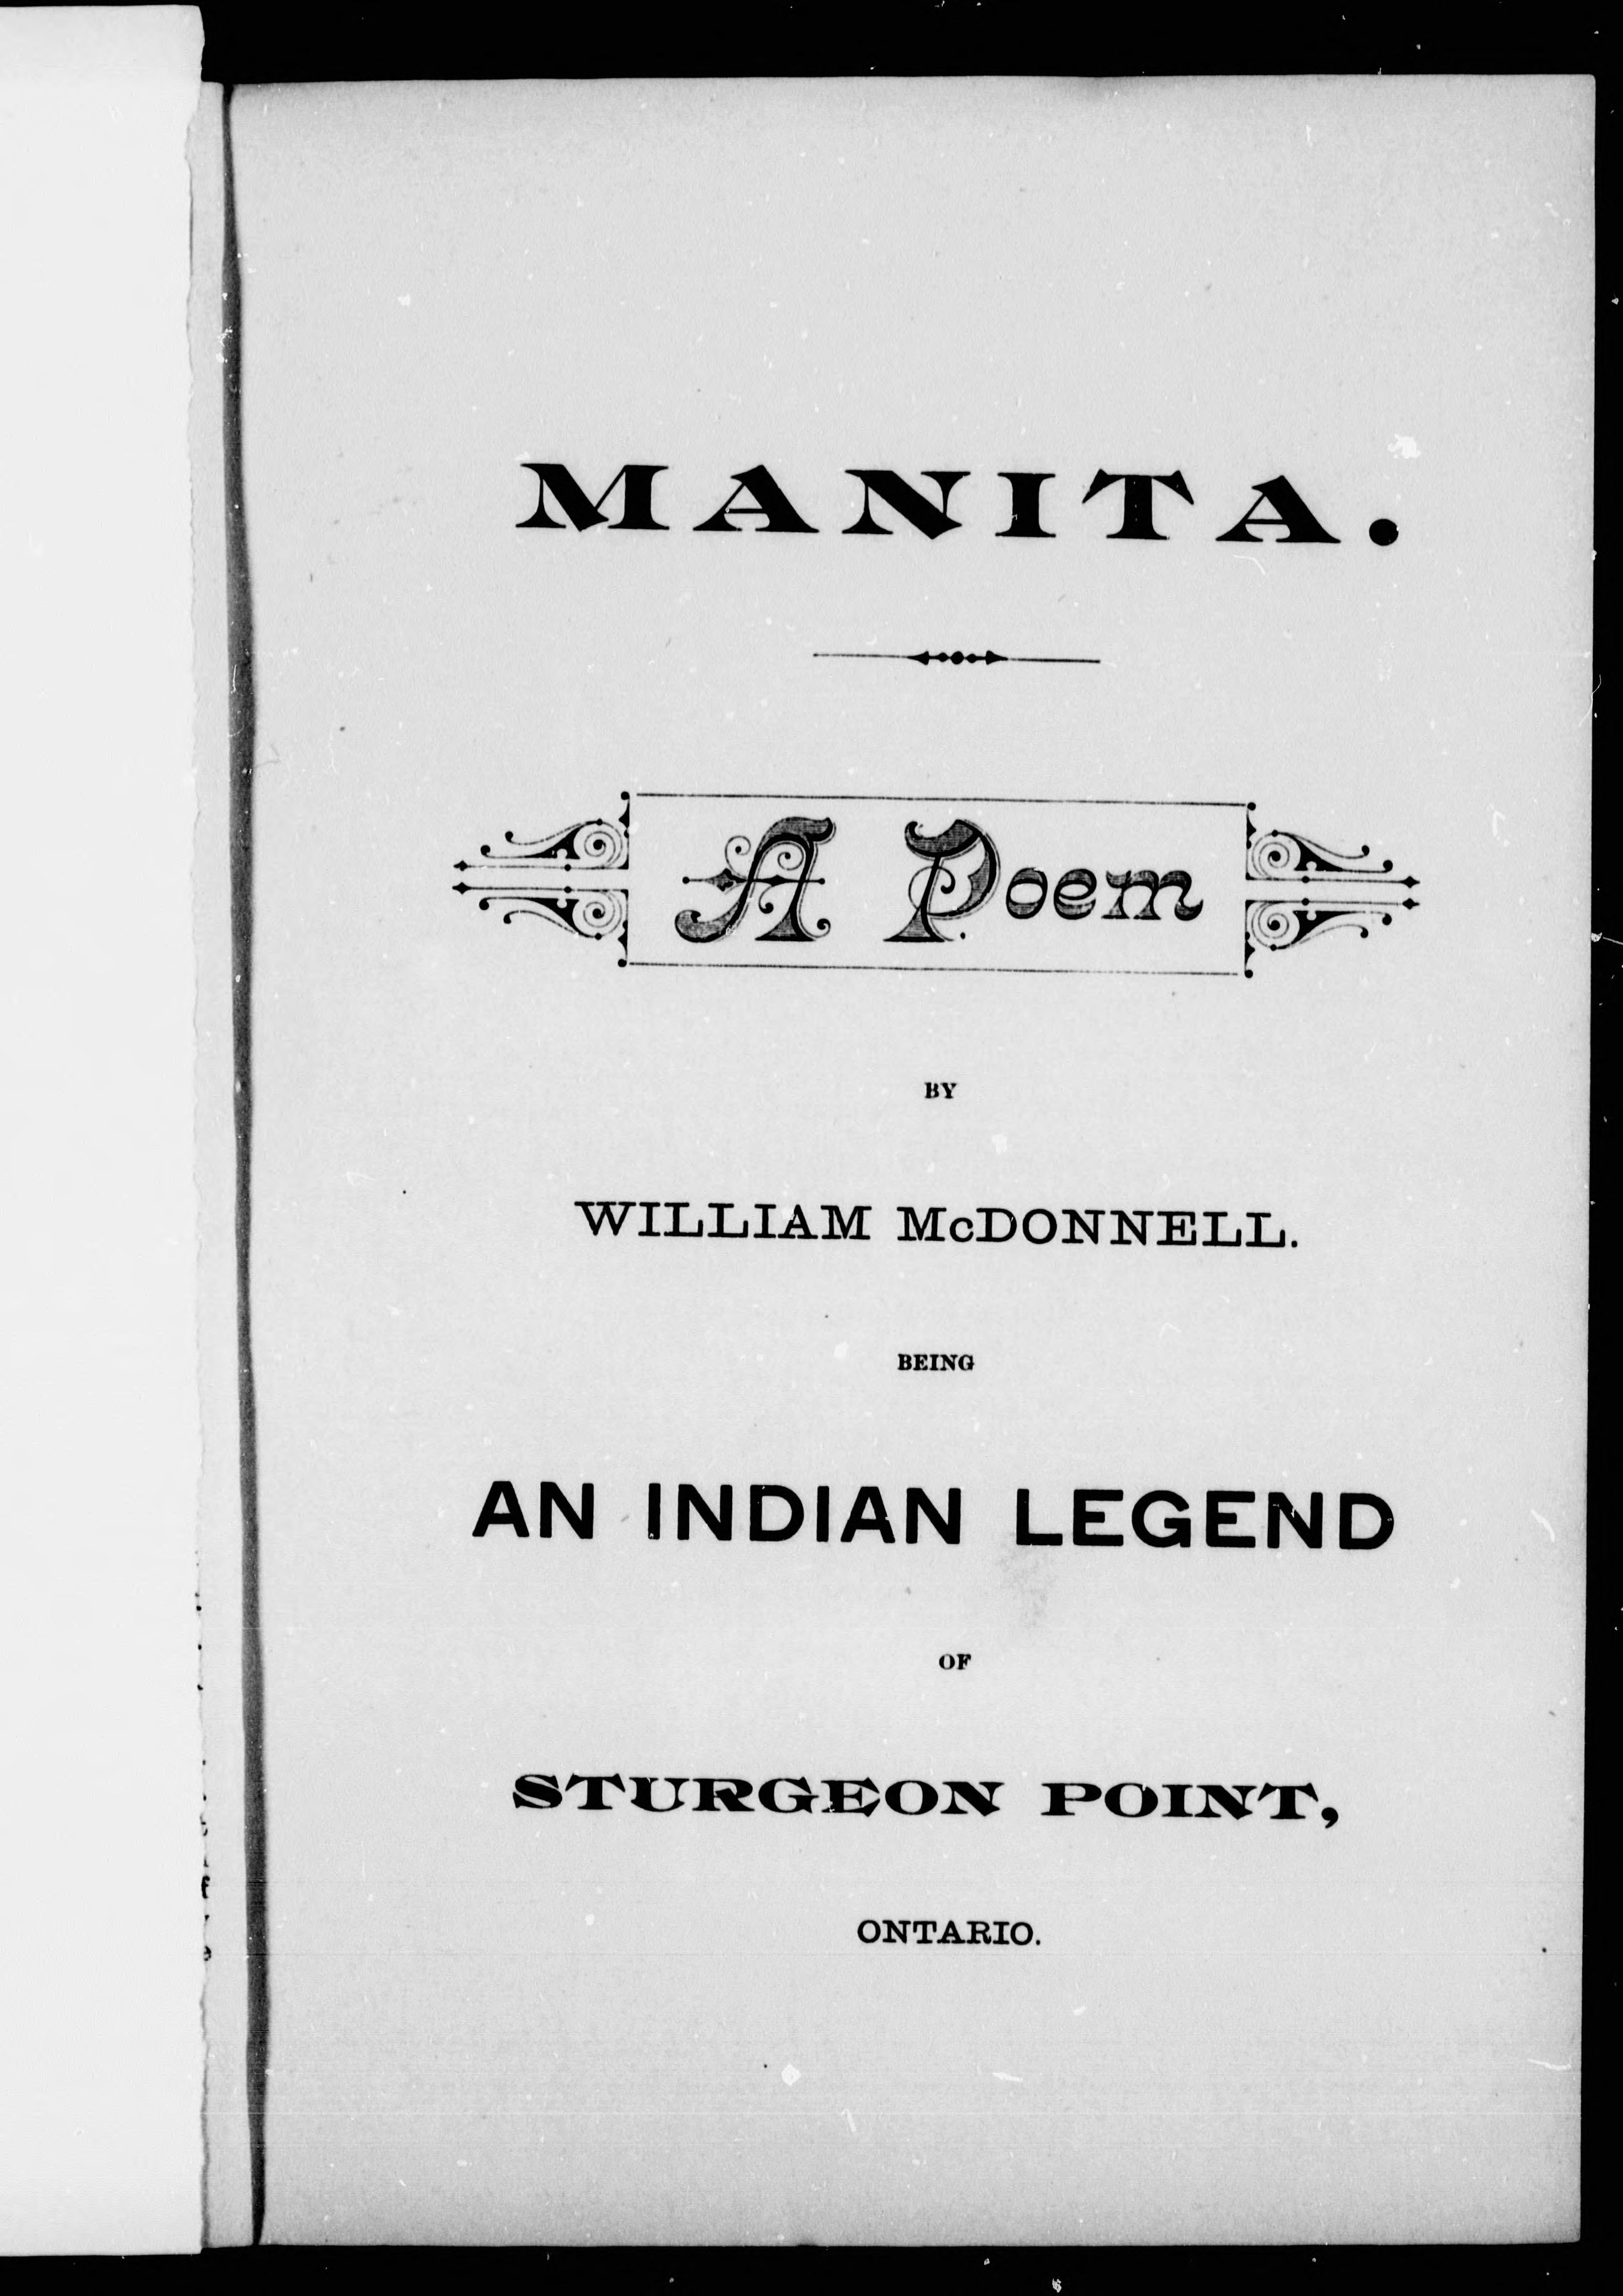 MANITA.
A Poem
BY
WILLIAM McDONNELL.
BEING
AN INDIAN LEGEND
OF
STURGEON POINT,
ONTARIO.